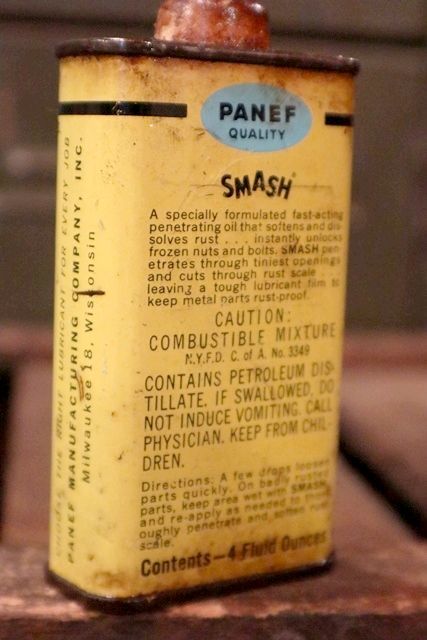 PANEF
QUALITY
SMASH
A specially formulated fast-acting
penetrating oil that softens and dis-
solves rust . . . instantly unlocks
frozen nuts and bolts. SMASH pen-
etrates through tiniest openings
and cuts through rust scale . . .
leaving a tough lubricant film to
keep metal parts rust-proof.
CAUTION:
COMBUSTIBLE MIXTURE
N.Y.F.D. C. of A. No. 3349
CONTAINS PETROLEUM DIS-
TILLATE. IF SWALLOWED, DO
NOT INDUCE VOMITING. CALL
PHYSICIAN. KEEP FROM CHIL-
DREN.
Directions: A few drops loosen
parts quickly. On badly rusted
parts, keep area wet with SMASH,
and re-apply as needed to thor-
oughly penetrate and soften rust
scale.
Contents—4 Fluid Ounces
THE RIGHT LUBRICANT FOR EVERY JOB
PANEF MANUFACTURING COMPANY, INC.
Milwaukee 18, Wisconsin